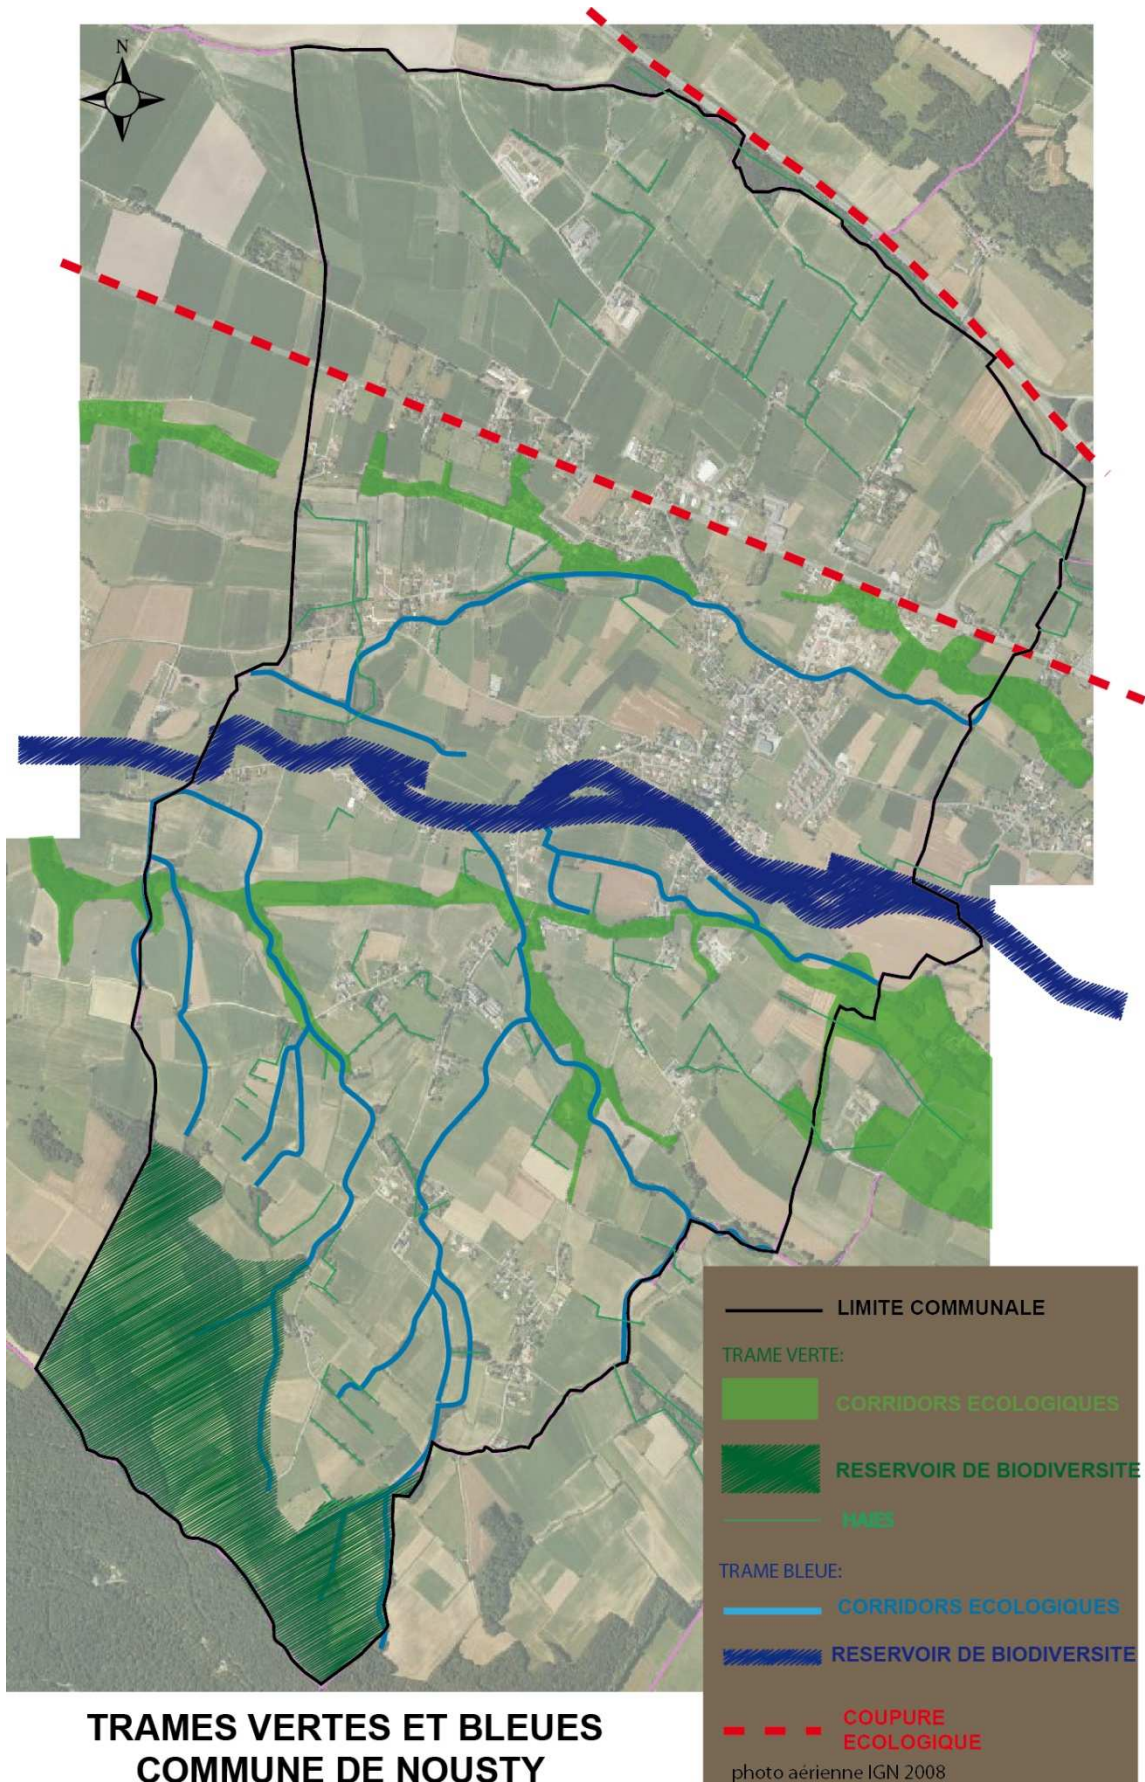 N
LIMITE COMMUNALE
TRAME VERTE:
CORRIDORS ECOLOGIQUES
RESERVOIR DE BIODIVERSITE
HAIES
TRAME BLEUE:
CORRIDORS ECOLOGIQUES
RESERVOIR DE BIODIVERSITE
COUPURE
ECOLOGIQUE
photo aérienne IGN 2008
TRAMES VERTES ET BLEUES
COMMUNE DE NOUSTY